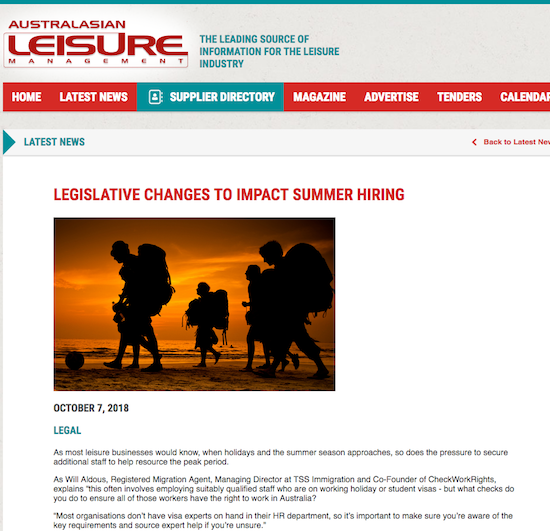 AUSTRALASIAN
LEISURE
MANAGEMENT
THE LEADING SOURCE OF
INFORMATION FOR THE LEISURE
INDUSTRY
HOME LATEST NEWS SUPPLIER DIRECTORY MAGAZINE ADVERTISE TENDERS CALENDAR
LATEST NEWS
Back to Latest New
LEGISLATIVE CHANGES TO IMPACT SUMMER HIRING
OCTOBER 7, 2018
LEGAL
As most leisure businesses would know, when holidays and the summer season approaches, so does the pressure to secure
additional staff to help resource the peak period.
As Will Aldous, Registered Migration Agent, Managing Director at TSS Immigration and Co-Founder of CheckWorkRights,
explains "this often involves employing suitably qualified staff who are on working holiday or student visas - but what checks do
you do to ensure all of those workers have the right to work in Australia?
"Most organisations don't have visa experts on hand in their HR department, so it's important to make sure you're aware of the
key requirements and source expert help if you're unsure."